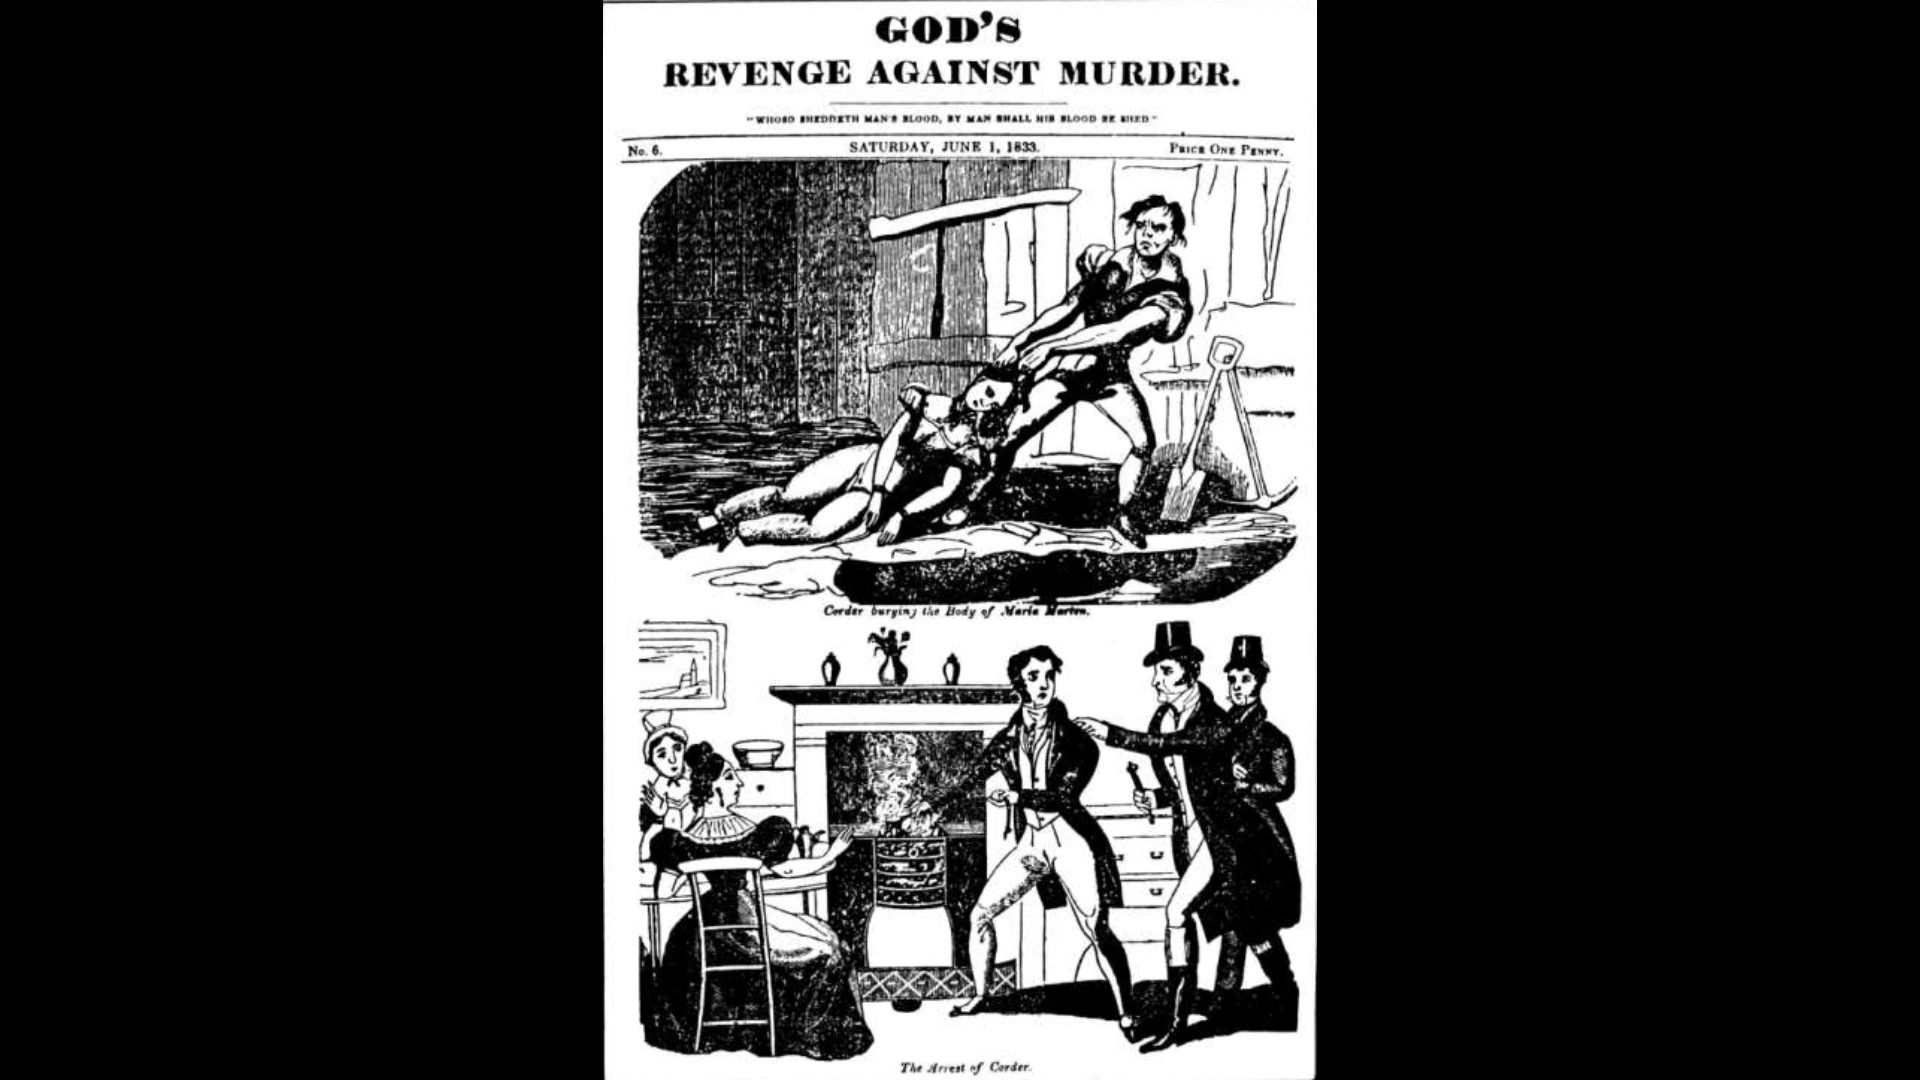 GOD'S
REVENGE AGAINST MURDER.
"WHOSO SHEDDETH MAN'S BLOOD, BY MAN SHALL HIS BLOOD BE SHED."
No. 6. SATURDAY, JUNE 1, 1833. PRICE ONE PENNY.
Corder burying the Body of Maria Marten.
The Arrest of Corder.